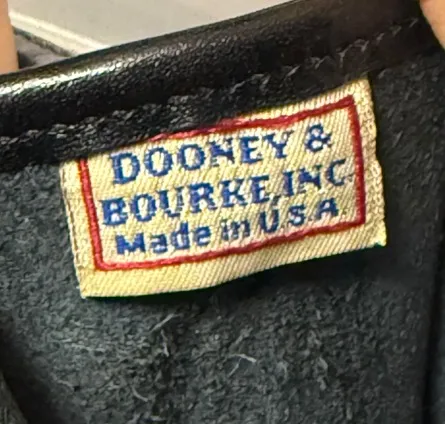 DOONEY &
BOURKE, INC.
Made in U.S.A.